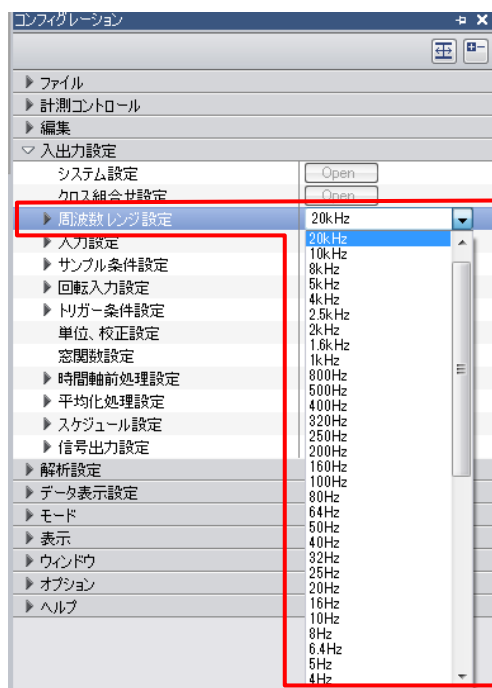 コンフィグレーション
ファイル
計測コントロール
編集
入出力設定
システム設定 Open
クロス組合せ設定 Open
周波数レンジ設定 20kHz
入力設定
サンプル条件設定
回転入力設定
トリガー条件設定
単位、校正設定
窓関数設定
時間軸前処理設定
平均化処理設定
スケジュール設定
信号出力設定
解析設定
データ表示設定
モード
表示
ウィンドウ
オプション
ヘルプ
20kHz
10kHz
8kHz
5kHz
4kHz
2.5kHz
2kHz
1.6kHz
1kHz
800Hz
500Hz
400Hz
320Hz
250Hz
200Hz
160Hz
100Hz
80Hz
64Hz
50Hz
40Hz
32Hz
25Hz
20Hz
16Hz
10Hz
8Hz
6.4Hz
5Hz
4Hz